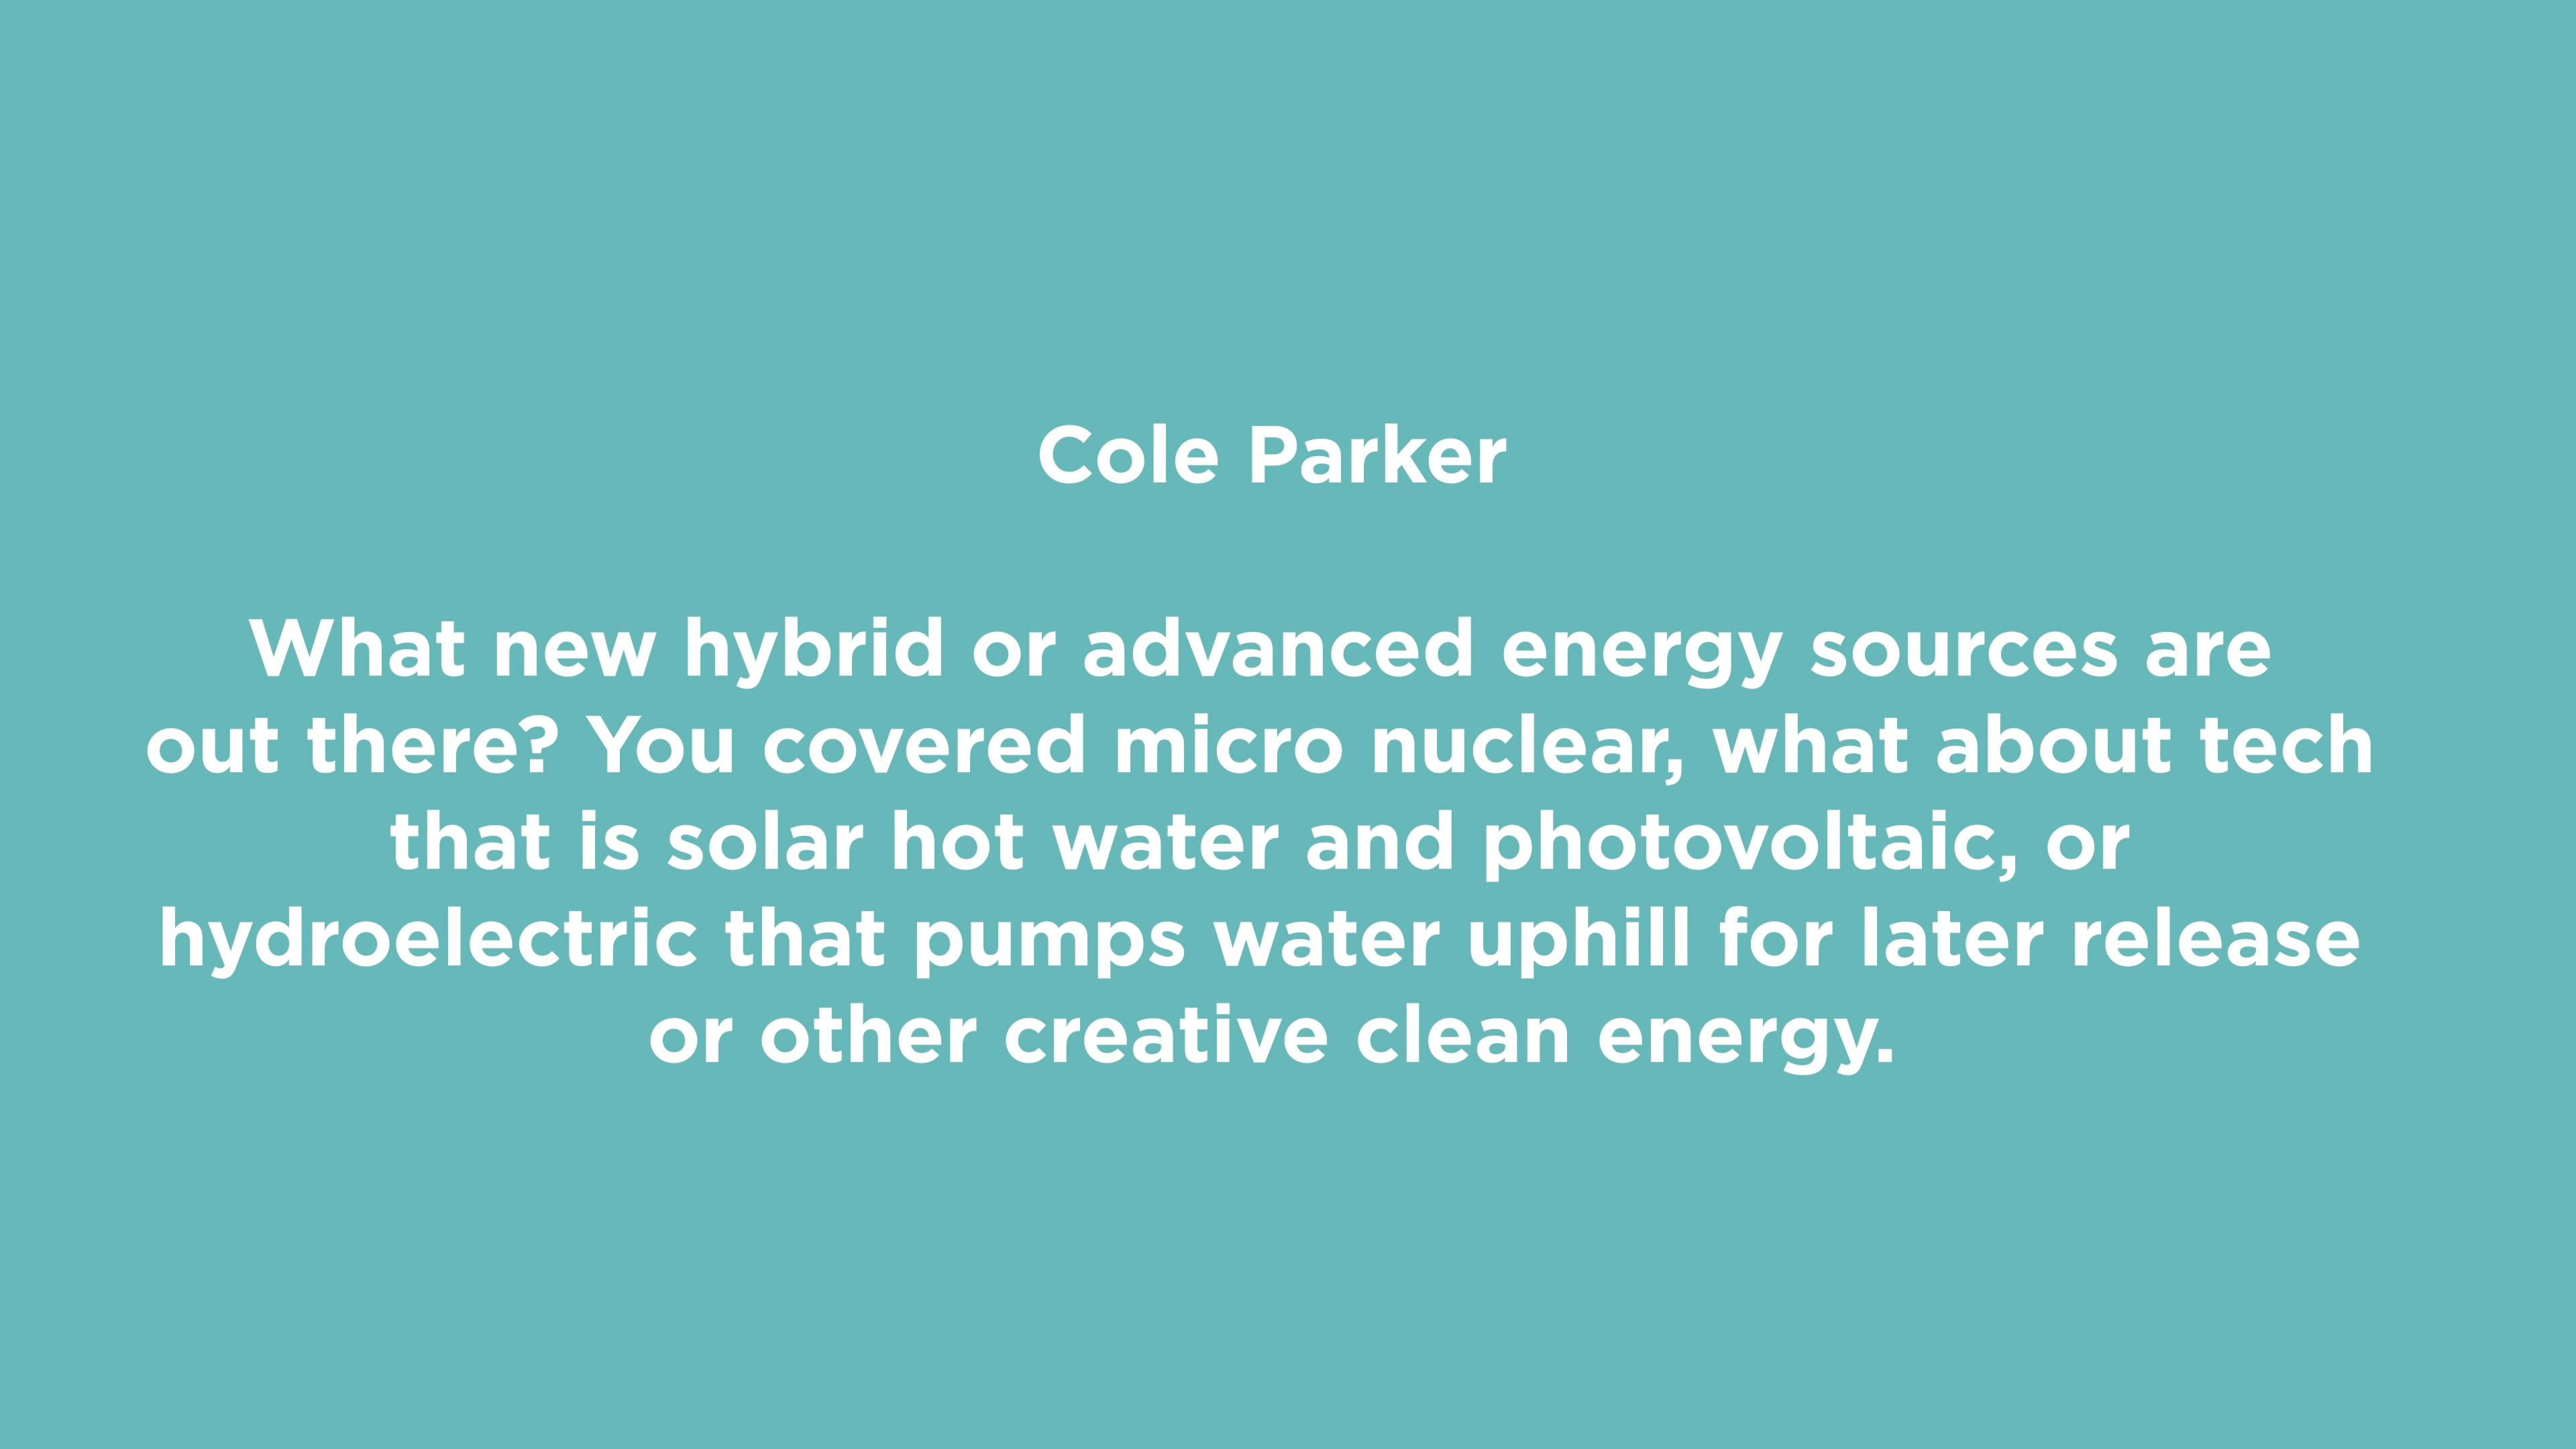 Cole Parker
What new hybrid or advanced energy sources are
out there? You covered micro nuclear, what about tech
that is solar hot water and photovoltaic, or
hydroelectric that pumps water uphill for later release
or other creative clean energy.